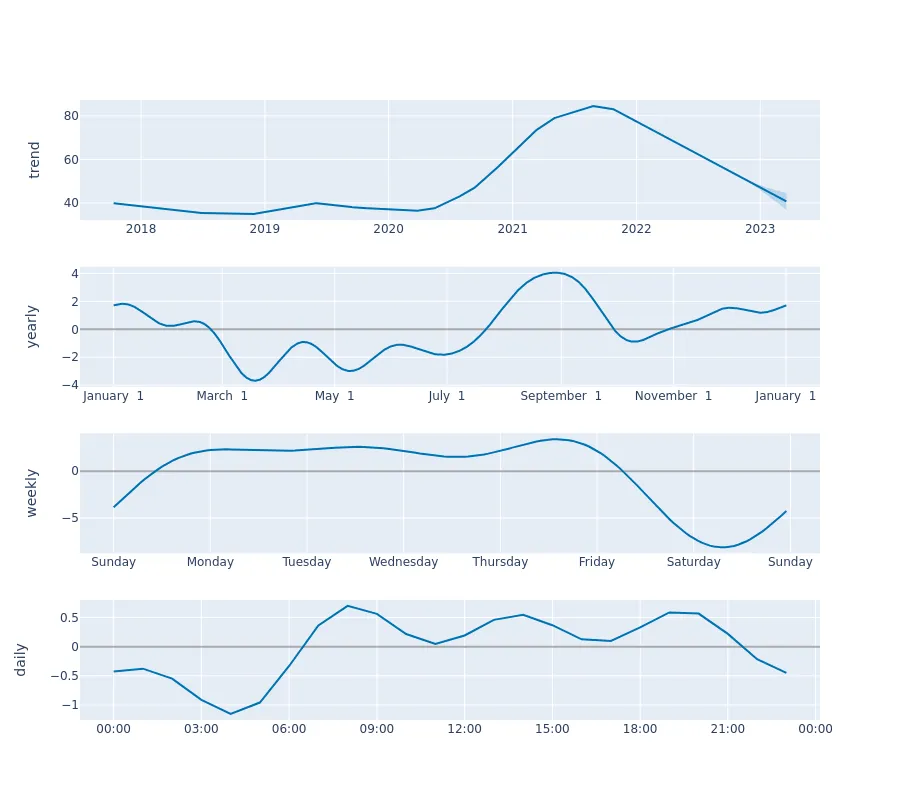 80
60
40
trend
2018 2019 2020 2021 2022 2023
4
2
0
−2
−4
yearly
January 1 March 1 May 1 July 1 September 1 November 1 January 1
0
−5
weekly
Sunday Monday Tuesday Wednesday Thursday Friday Saturday Sunday
0.5
0
−0.5
−1
daily
00:00 03:00 06:00 09:00 12:00 15:00 18:00 21:00 00:00